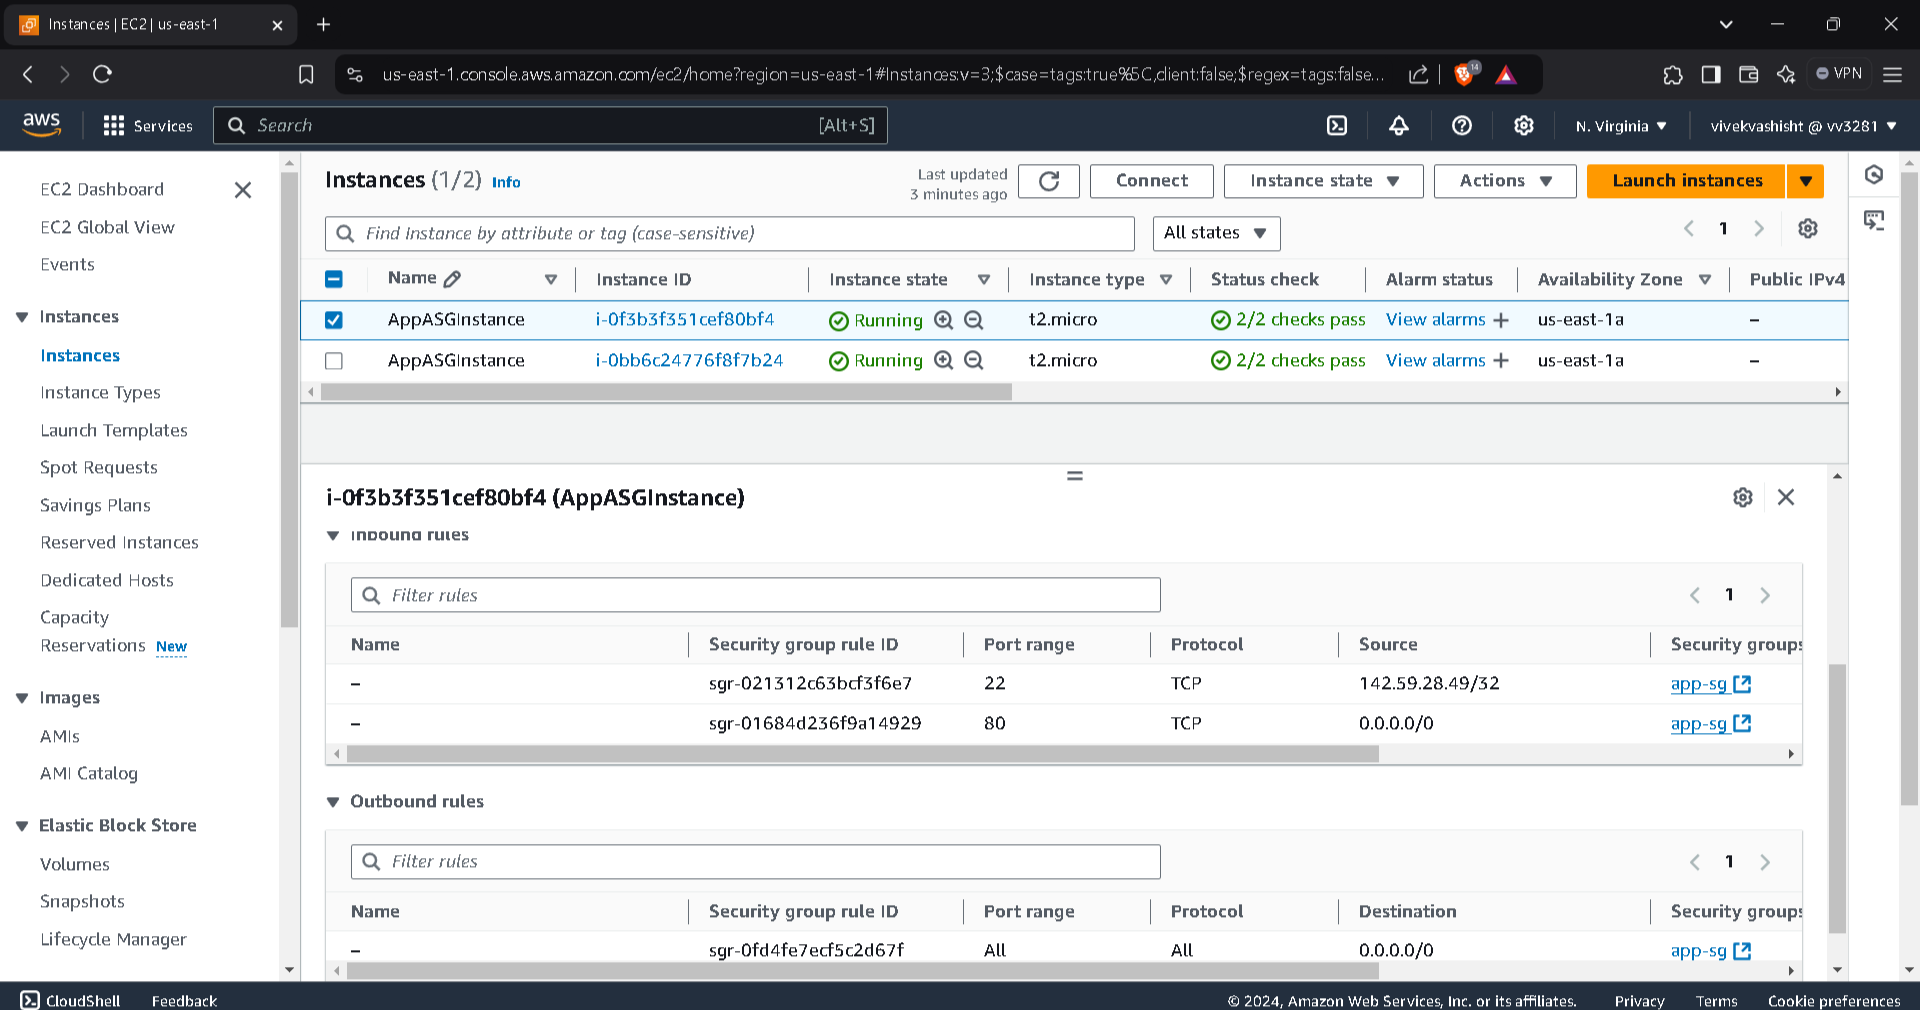 Instances | EC2 | us-east-1
us-east-1.console.aws.amazon.com/ec2/home?region=us-east-1#Instances:v=3;$case=tags:true%5C,client:false;$regex=tags:false...
14
VPN
aws
Services
Search
[Alt+S]
N. Virginia
vivekvashisht @ vv3281
EC2 Dashboard
EC2 Global View
Events
Instances
Instances
Instance Types
Launch Templates
Spot Requests
Savings Plans
Reserved Instances
Dedicated Hosts
Capacity
Reservations New
Images
AMIs
AMI Catalog
Elastic Block Store
Volumes
Snapshots
Lifecycle Manager
Instances (1/2) Info
Last updated
3 minutes ago
Connect
Instance state
Actions
Launch instances
Find Instance by attribute or tag (case-sensitive)
All states
1
Name Instance ID Instance state Instance type Status check Alarm status Availability Zone Public IPv4
AppASGInstance i-0f3b3f351cef80bf4 Running t2.micro 2/2 checks pass View alarms + us-east-1a –
AppASGInstance i-0bb6c24776f8f7b24 Running t2.micro 2/2 checks pass View alarms + us-east-1a –
i-0f3b3f351cef80bf4 (AppASGInstance)
Inbound rules
Filter rules
1
Name Security group rule ID Port range Protocol Source Security groups
– sgr-021312c63bcf3f6e7 22 TCP 142.59.28.49/32 app-sg
– sgr-01684d236f9a14929 80 TCP 0.0.0.0/0 app-sg
Outbound rules
Filter rules
1
Name Security group rule ID Port range Protocol Destination Security groups
– sgr-0fd4fe7ecf5c2d67f All All 0.0.0.0/0 app-sg
CloudShell
Feedback
© 2024, Amazon Web Services, Inc. or its affiliates.
Privacy
Terms
Cookie preferences